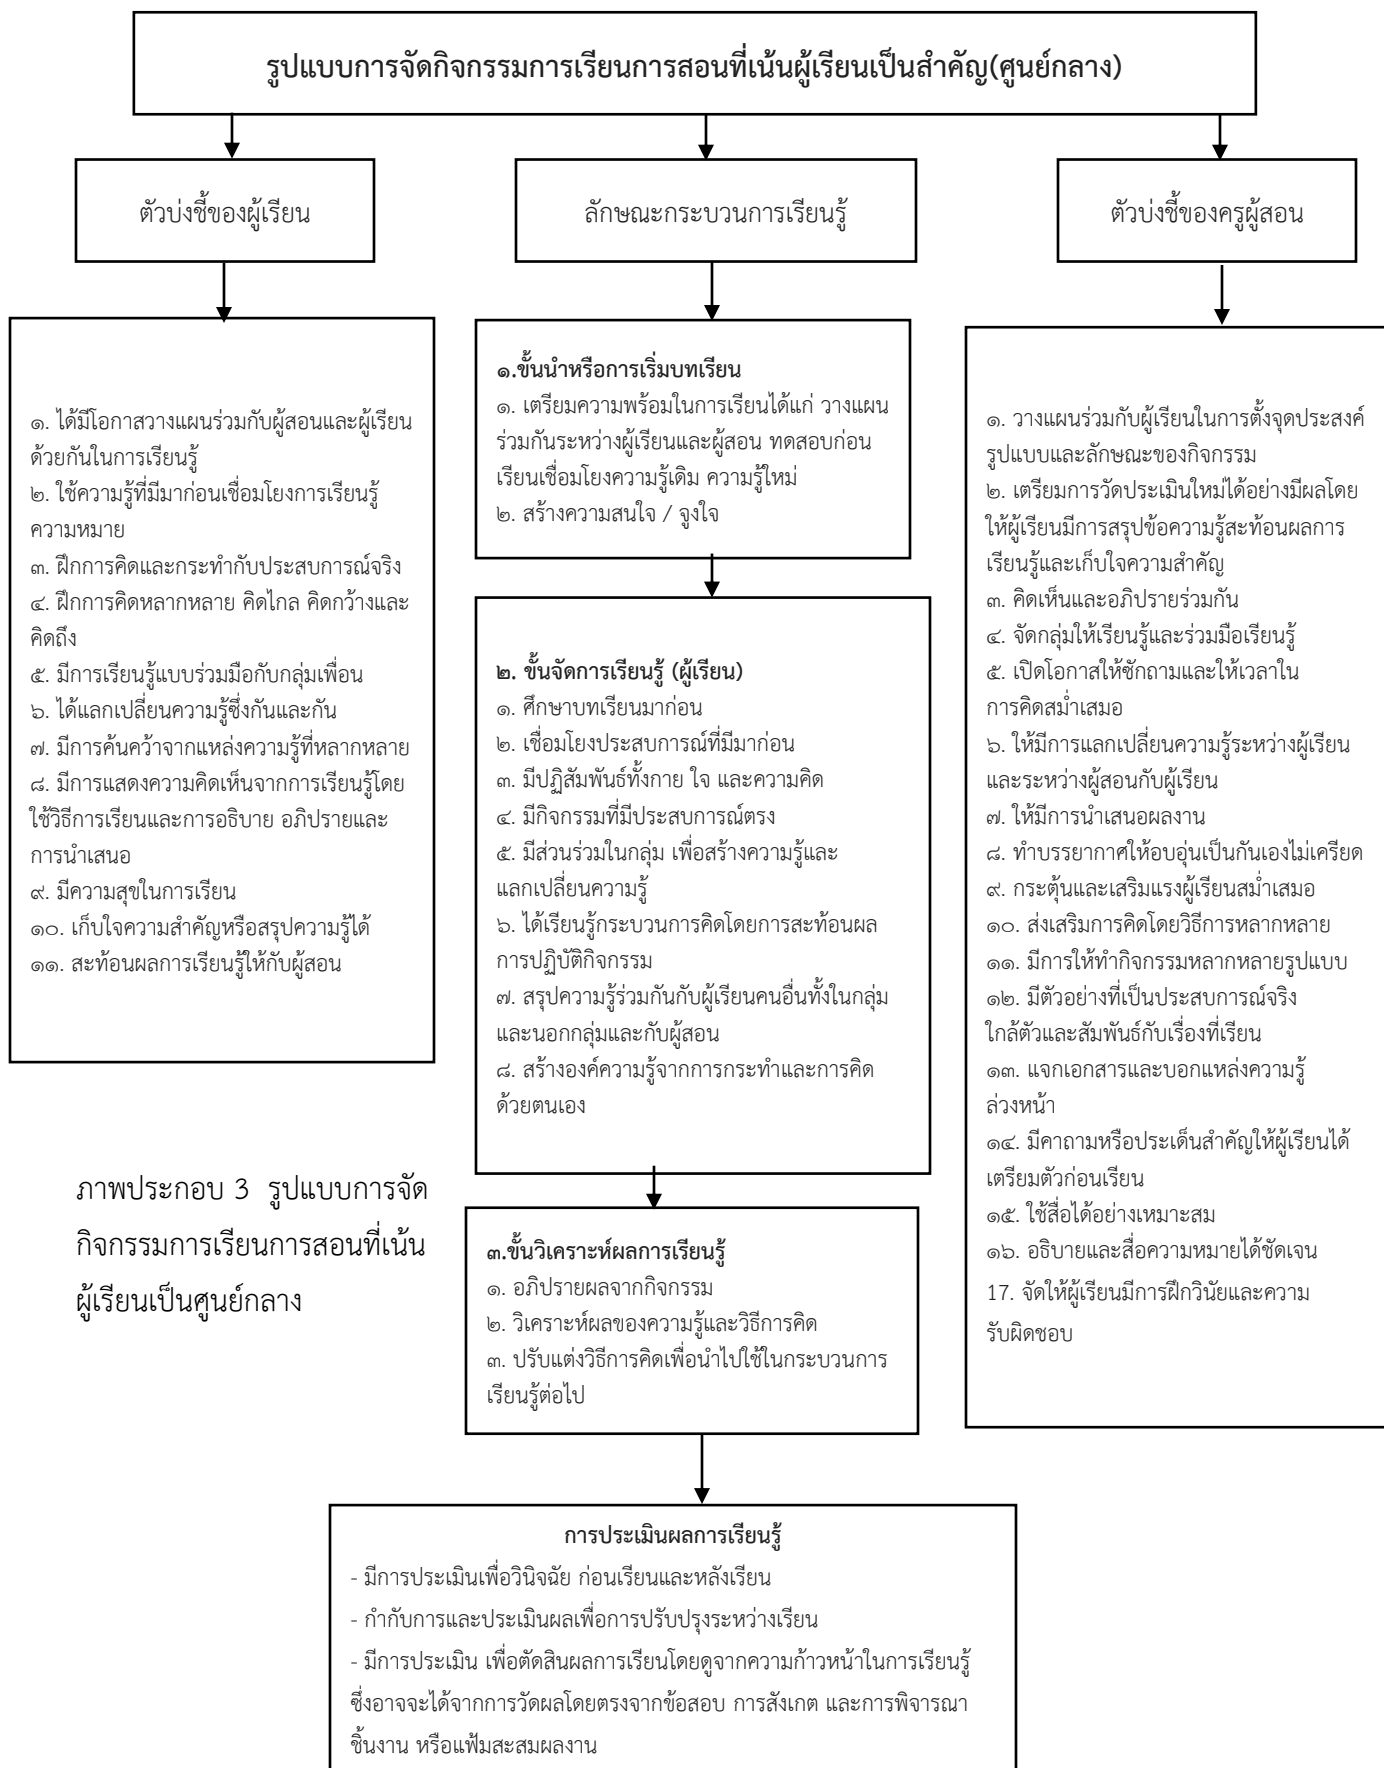 รูปแบบการจัดกิจกรรมการเรียนการสอนที่เน้นผู้เรียนเป็นสำคัญ(ศูนย์กลาง)
ตัวบ่งชี้ของผู้เรียน
ลักษณะกระบวนการเรียนรู้
ตัวบ่งชี้ของครูผู้สอน
๑. ได้มีโอกาสวางแผนร่วมกับผู้สอนและผู้เรียน
ด้วยกันในการเรียนรู้
๒. ใช้ความรู้ที่มีมาก่อนเชื่อมโยงการเรียนรู้
ความหมาย
๓. ฝึกการคิดและกระทำกับประสบการณ์จริง
๔. ฝึกการคิดหลากหลาย คิดไกล คิดกว้างและ
คิดถึง
๕. มีการเรียนรู้แบบร่วมมือกับกลุ่มเพื่อน
๖. ได้แลกเปลี่ยนความรู้ซึ่งกันและกัน
๗. มีการค้นคว้าจากแหล่งความรู้ที่หลากหลาย
๘. มีการแสดงความคิดเห็นจากการเรียนรู้โดย
ใช้วิธีการเรียนและการอธิบาย อภิปรายและ
การนำเสนอ
๙. มีความสุขในการเรียน
๑๐. เก็บใจความสำคัญหรือสรุปความรู้ได้
๑๑. สะท้อนผลการเรียนรู้ให้กับผู้สอน
๑.ขั้นนำหรือการเริ่มบทเรียน
๑. เตรียมความพร้อมในการเรียนได้แก่ วางแผน
ร่วมกันระหว่างผู้เรียนและผู้สอน ทดสอบก่อน
เรียนเชื่อมโยงความรู้เดิม ความรู้ใหม่
๒. สร้างความสนใจ / จูงใจ
๒. ขั้นจัดการเรียนรู้ (ผู้เรียน)
๑. ศึกษาบทเรียนมาก่อน
๒. เชื่อมโยงประสบการณ์ที่มีมาก่อน
๓. มีปฏิสัมพันธ์ทั้งกาย ใจ และความคิด
๔. มีกิจกรรมที่มีประสบการณ์ตรง
๕. มีส่วนร่วมในกลุ่ม เพื่อสร้างความรู้และ
แลกเปลี่ยนความรู้
๖. ได้เรียนรู้กระบวนการคิดโดยการสะท้อนผล
การปฏิบัติกิจกรรม
๗. สรุปความรู้ร่วมกันกับผู้เรียนคนอื่นทั้งในกลุ่ม
และนอกกลุ่มและกับผู้สอน
๘. สร้างองค์ความรู้จากการกระทำและการคิด
ด้วยตนเอง
๓.ขั้นวิเคราะห์ผลการเรียนรู้
๑. อภิปรายผลจากกิจกรรม
๒. วิเคราะห์ผลของความรู้และวิธีการคิด
๓. ปรับแต่งวิธีการคิดเพื่อนำไปใช้ในกระบวนการ
เรียนรู้ต่อไป
๑. วางแผนร่วมกับผู้เรียนในการตั้งจุดประสงค์
รูปแบบและลักษณะของกิจกรรม
๒. เตรียมการวัดประเมินใหม่ได้อย่างมีผลโดย
ให้ผู้เรียนมีการสรุปข้อความรู้สะท้อนผลการ
เรียนรู้และเก็บใจความสำคัญ
๓. คิดเห็นและอภิปรายร่วมกัน
๔. จัดกลุ่มให้เรียนรู้และร่วมมือเรียนรู้
๕. เปิดโอกาสให้ซักถามและให้เวลาใน
การคิดสม่ำเสมอ
๖. ให้มีการแลกเปลี่ยนความรู้ระหว่างผู้เรียน
และระหว่างผู้สอนกับผู้เรียน
๗. ให้มีการนำเสนอผลงาน
๘. ทำบรรยากาศให้อบอุ่นเป็นกันเองไม่เครียด
๙. กระตุ้นและเสริมแรงผู้เรียนสม่ำเสมอ
๑๐. ส่งเสริมการคิดโดยวิธีการหลากหลาย
๑๑. มีการให้ทำกิจกรรมหลากหลายรูปแบบ
๑๒. มีตัวอย่างที่เป็นประสบการณ์จริง
ใกล้ตัวและสัมพันธ์กับเรื่องที่เรียน
๑๓. แจกเอกสารและบอกแหล่งความรู้
ล่วงหน้า
๑๔. มีคาถามหรือประเด็นสำคัญให้ผู้เรียนได้
เตรียมตัวก่อนเรียน
๑๕. ใช้สื่อได้อย่างเหมาะสม
๑๖. อธิบายและสื่อความหมายได้ชัดเจน
17. จัดให้ผู้เรียนมีการฝึกวินัยและความ
รับผิดชอบ
ภาพประกอบ 3 รูปแบบการจัด
กิจกรรมการเรียนการสอนที่เน้น
ผู้เรียนเป็นศูนย์กลาง
การประเมินผลการเรียนรู้
- มีการประเมินเพื่อวินิจฉัย ก่อนเรียนและหลังเรียน
- กำกับการและประเมินผลเพื่อการปรับปรุงระหว่างเรียน
- มีการประเมิน เพื่อตัดสินผลการเรียนโดยดูจากความก้าวหน้าในการเรียนรู้
ซึ่งอาจจะได้จากการวัดผลโดยตรงจากข้อสอบ การสังเกต และการพิจารณา
ชิ้นงาน หรือแฟ้มสะสมผลงาน